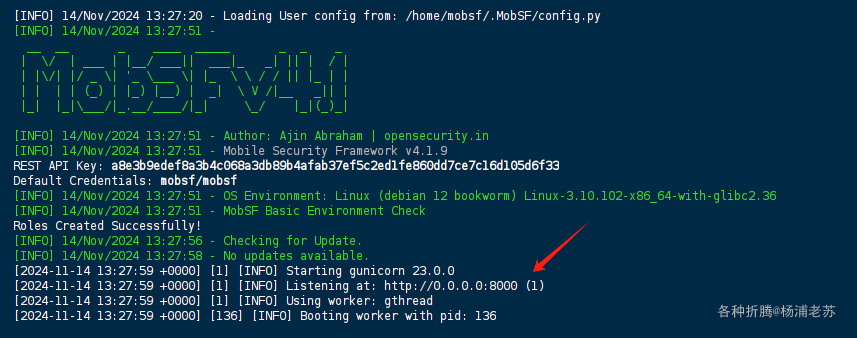 [INFO] 14/Nov/2024 13:27:20 - Loading User config from: /home/mobsf/.MobSF/config.py
[INFO] 14/Nov/2024 13:27:51 -
MobSF v4.1
[INFO] 14/Nov/2024 13:27:51 - Author: Ajin Abraham | opensecurity.in
[INFO] 14/Nov/2024 13:27:51 - Mobile Security Framework v4.1.9
REST API Key: a8e3b9edef8a3b4c068a3db89b4afab37ef5c2ed1fe860dd7ce7c16d105d6f33
Default Credentials: mobsf/mobsf
[INFO] 14/Nov/2024 13:27:51 - OS Environment: Linux (debian 12 bookworm) Linux-3.10.102-x86_64-with-glibc2.36
[INFO] 14/Nov/2024 13:27:51 - MobSF Basic Environment Check
Roles Created Successfully!
[INFO] 14/Nov/2024 13:27:56 - Checking for Update.
[INFO] 14/Nov/2024 13:27:58 - No updates available.
[2024-11-14 13:27:59 +0000] [1] [INFO] Starting gunicorn 23.0.0
[2024-11-14 13:27:59 +0000] [1] [INFO] Listening at: http://0.0.0.0:8000 (1)
[2024-11-14 13:27:59 +0000] [1] [INFO] Using worker: gthread
[2024-11-14 13:27:59 +0000] [136] [INFO] Booting worker with pid: 136
各种折腾@杨浦老苏